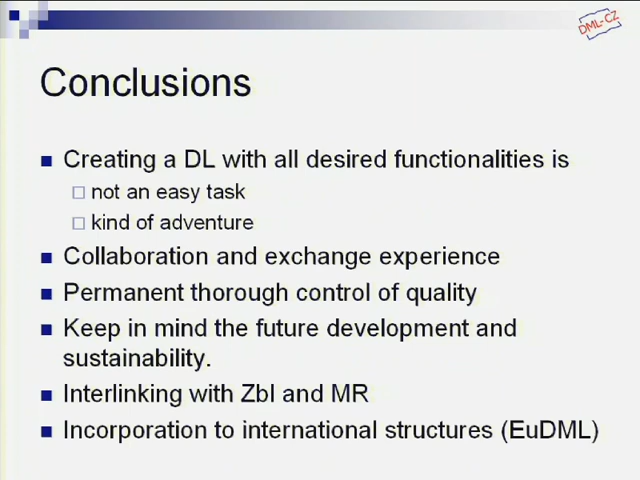 DML-CZ
Conclusions
Creating a DL with all desired functionalities is
not an easy task
kind of adventure
Collaboration and exchange experience
Permanent thorough control of quality
Keep in mind the future development and
sustainability.
Interlinking with Zbl and MR
Incorporation to international structures (EuDML)